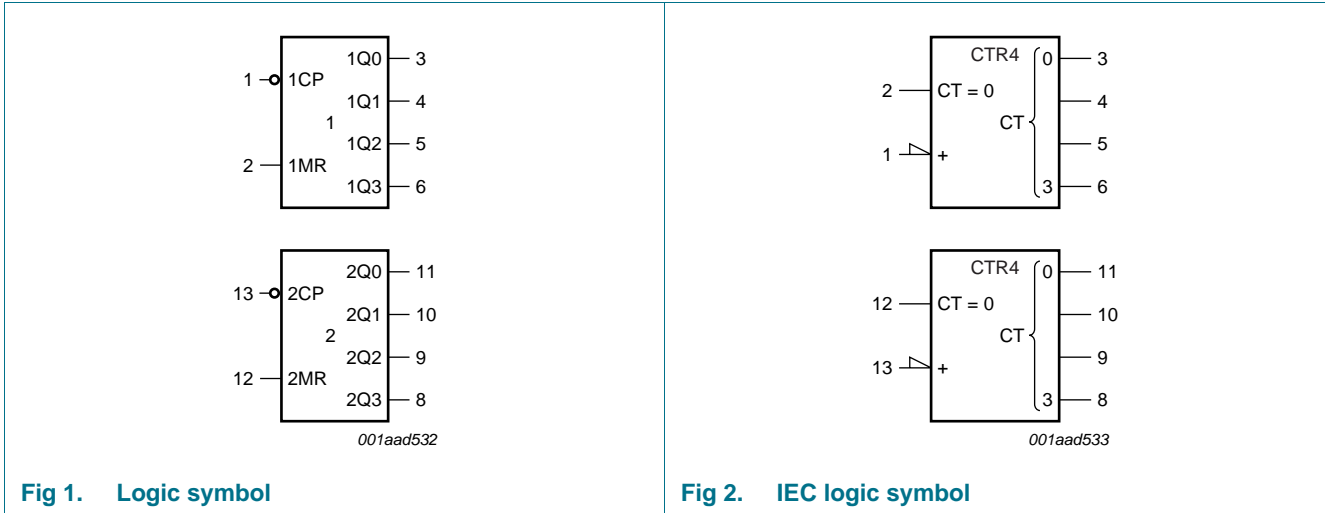 1 1CP 1Q0 3
1Q1 4
1
1Q2 5
2 1MR
1Q3 6
2Q0 11
13 2CP
2Q1 10
2
2Q2 9
12 2MR
2Q3 8
001aad532
Fig 1. Logic symbol
CTR4 0 3
2 CT = 0
4
CT
5
1 +
3 6
CTR4 0 11
12 CT = 0
10
CT
9
13 +
3 8
001aad533
Fig 2. IEC logic symbol